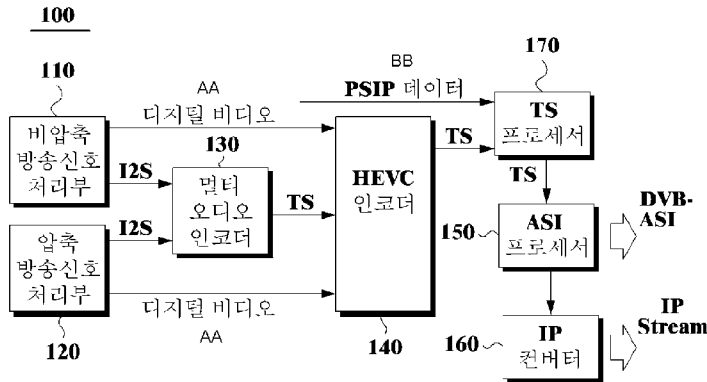 100
110
비압축
방송신호
처리부
AA
디지털 비디오
BB
PSIP 데이터
170
TS
프로세서
I2S
130
멀티
오디오
인코더
TS
HEVC
인코더
TS
TS
I2S
압축
방송신호
처리부
120
디지털 비디오
AA
140
150
ASI
프로세서
DVB-
ASI
160
IP
컨버터
IP
Stream